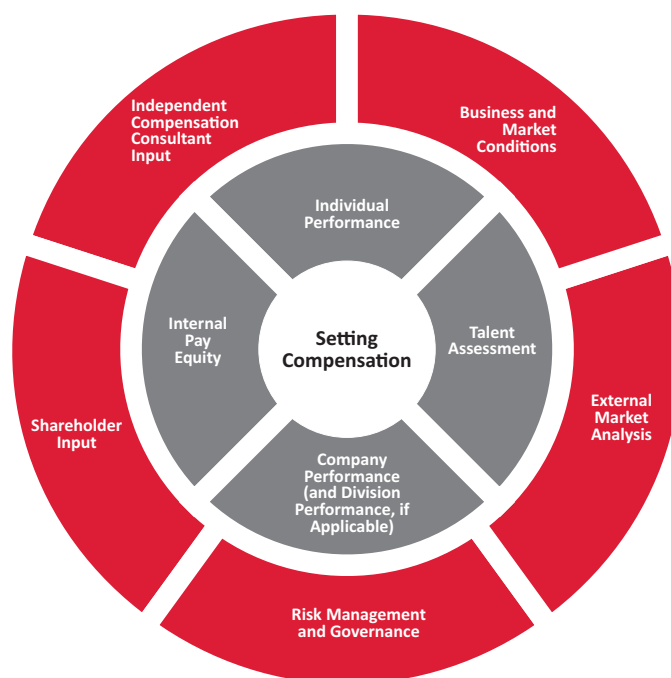 Independent
Compensation
Consultant
Input
Business and
Market
Conditions
Individual
Performance
Internal
Pay
Equity
Setting
Compensation
Talent
Assessment
Shareholder
Input
External
Market
Analysis
Company
Performance
(and Division
Performance, if
Applicable)
Risk Management
and Governance